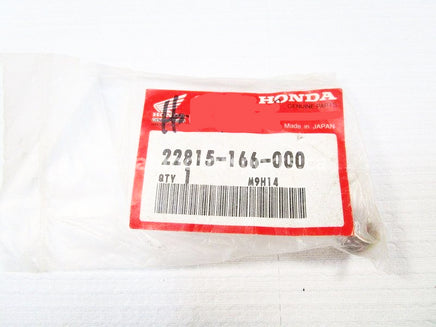 HONDA
GENUINE PARTS
Made in JAPAN
22815-166-000
QTY 1 M9H14